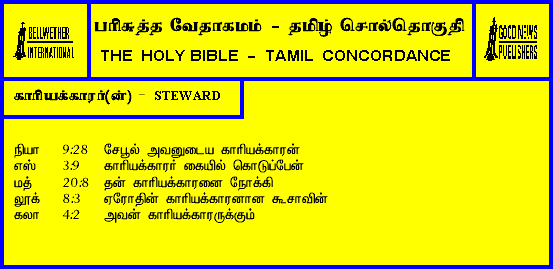 BELLWETHER
INTERNATIONAL
பரிசுத்த வேதாகமம் - தமிழ் சொல்தொகுதி
THE HOLY BIBLE - TAMIL CONCORDANCE
GOOD NEWS
PUBLISHERS
காரியக்காரர்(ன்) - STEWARD
நியா 9:28 சேபூல் அவனுடைய காரியக்காரன்
எஸ் 3:9 காரியக்காரர் கையில் கொடுப்பேன்
மத் 20:8 தன் காரியக்காரனை நோக்கி
லூக் 8:3 ஏரோதின் காரியக்காரனான கூசாவின்
கலா 4:2 அவன் காரியக்காரருக்கும்